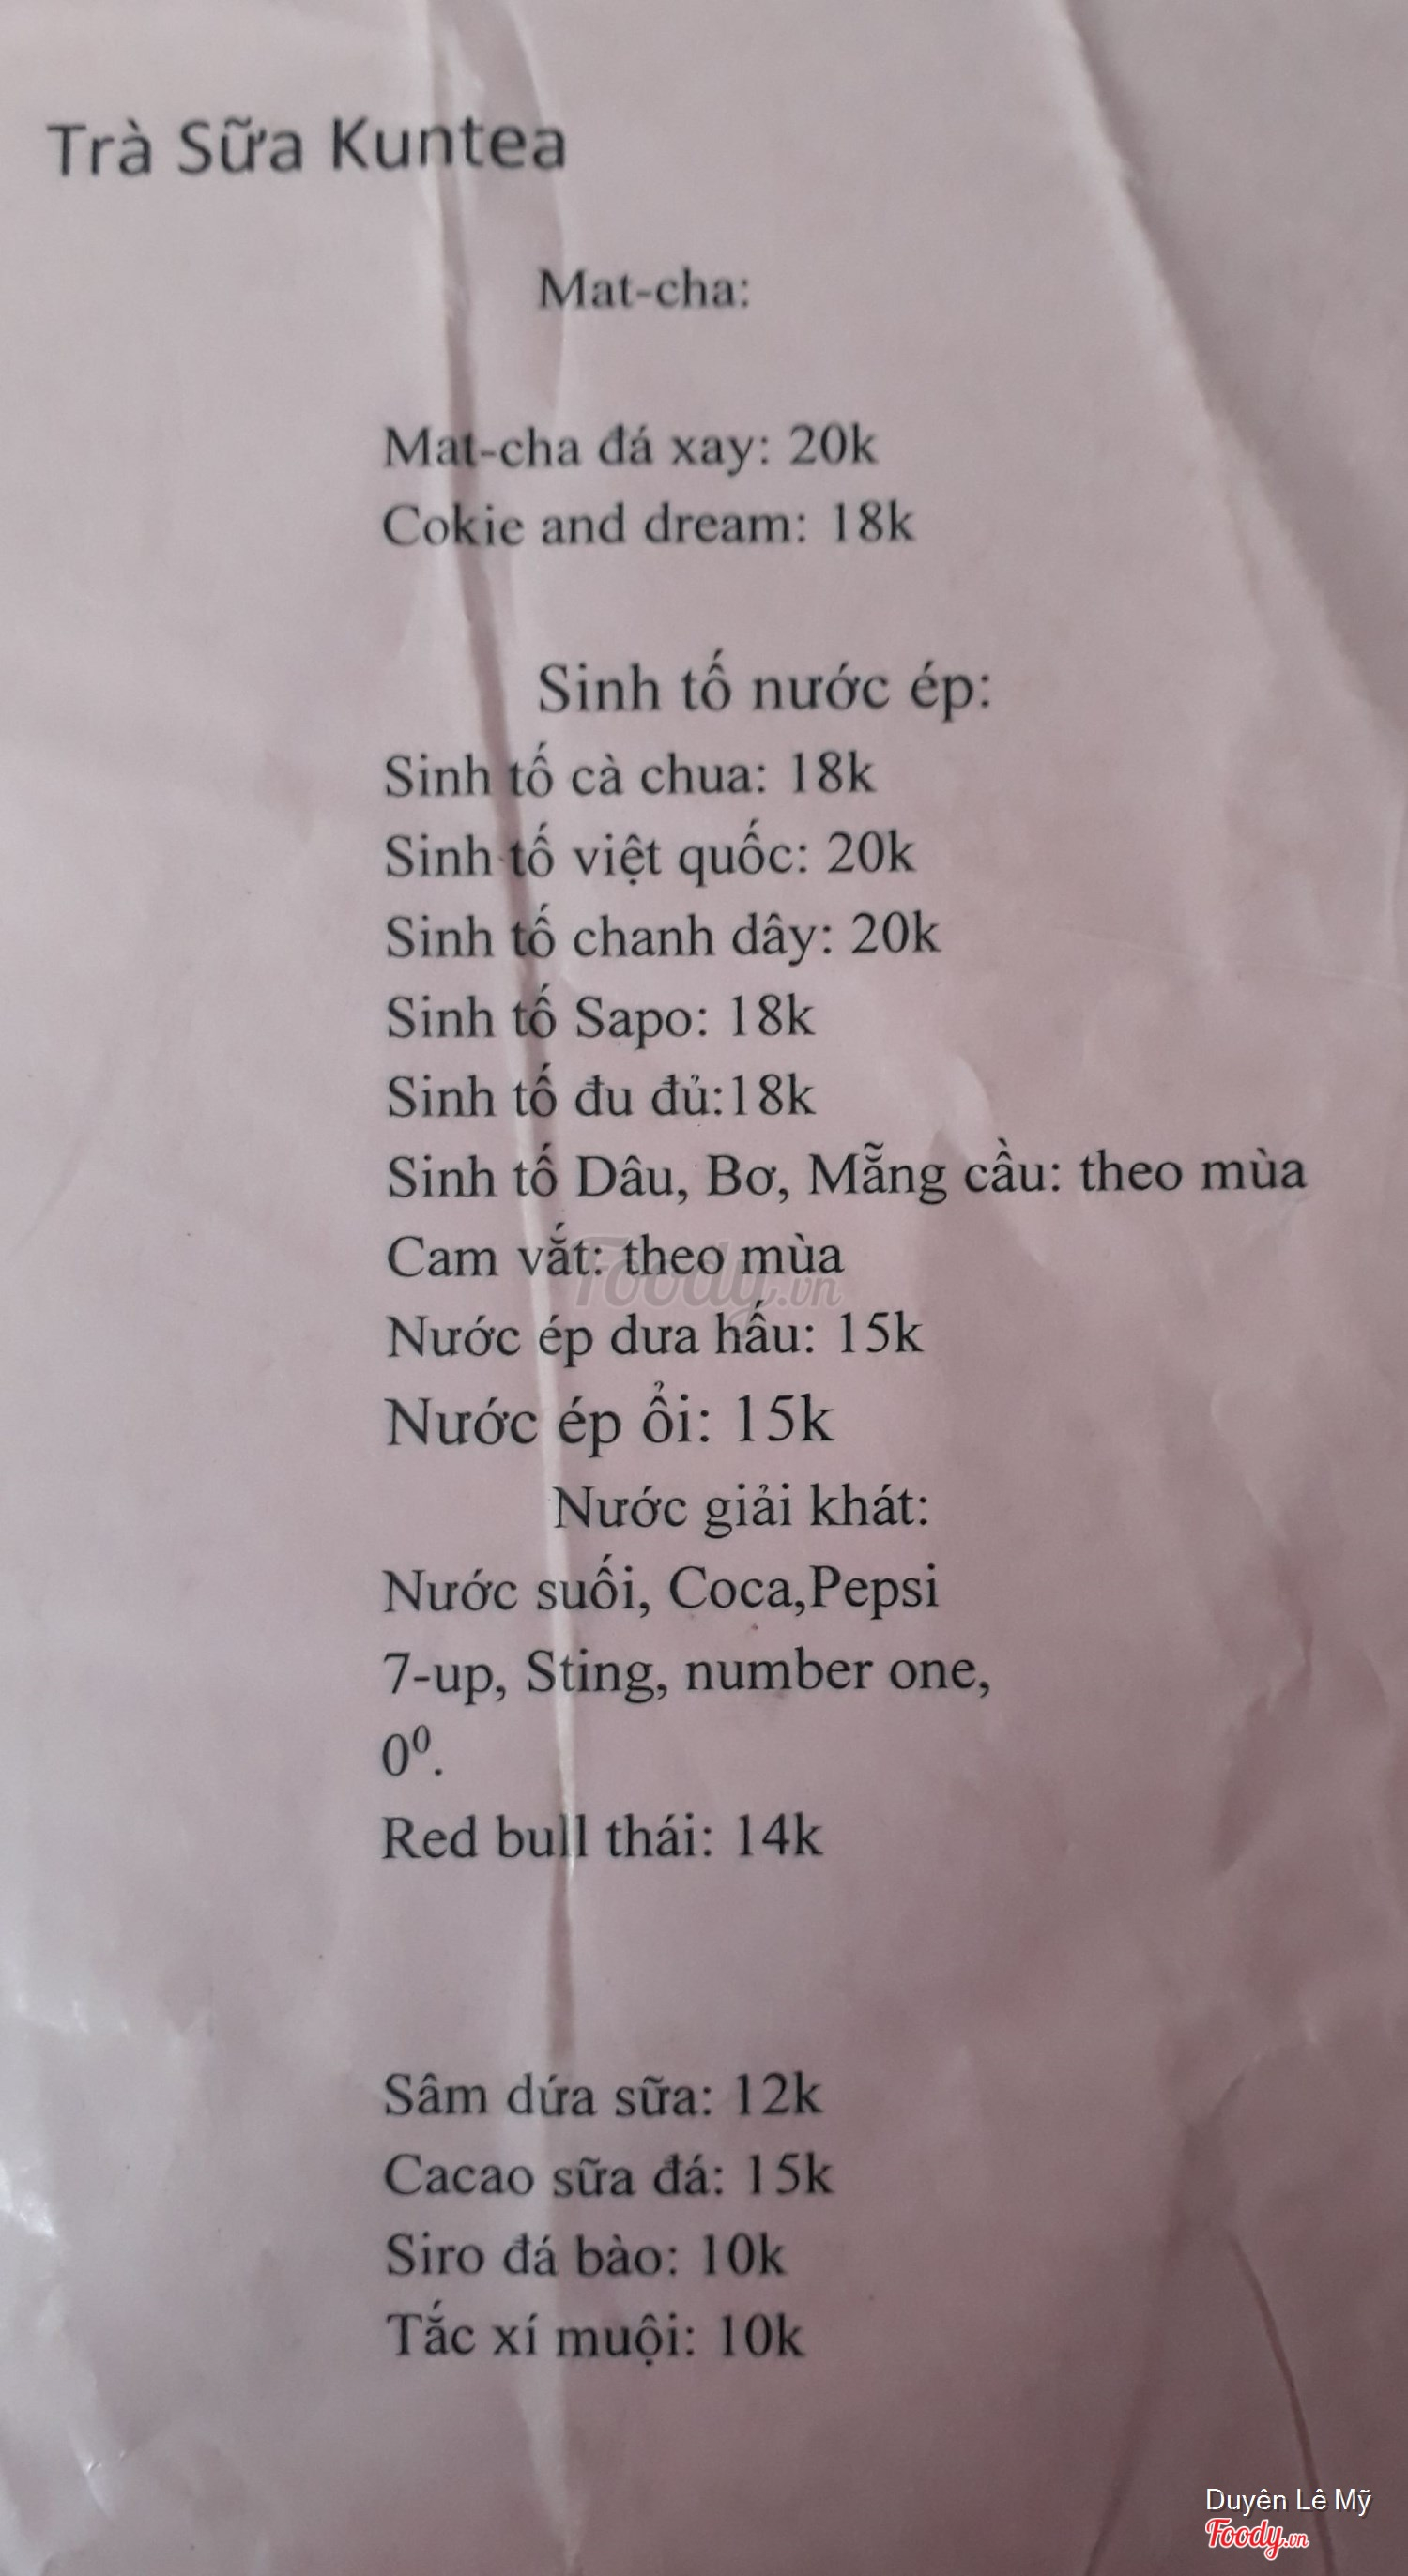 Trà Sữa Kuntea
Mat-cha:
Mat-cha đá xay: 20k
Cokie and dream: 18k
Sinh tố nước ép:
Sinh tố cà chua: 18k
Sinh tố việt quốc: 20k
Sinh tố chanh dây: 20k
Sinh tố Sapo: 18k
Sinh tố đu đủ:18k
Sinh tố Dâu, Bơ, Mẵng cầu: theo mùa
Cam vắt: theo mùa
Foody.vn
Nước ép dưa hấu: 15k
Nước ép ổi: 15k
Nước giải khát:
Nước suối, Coca,Pepsi
7-up, Sting, number one,
0⁰.
Red bull thái: 14k
Sâm dứa sữa: 12k
Cacao sữa đá: 15k
Siro đá bào: 10k
Tắc xí muội: 10k
Duyên Lê Mỹ
Foody.vn